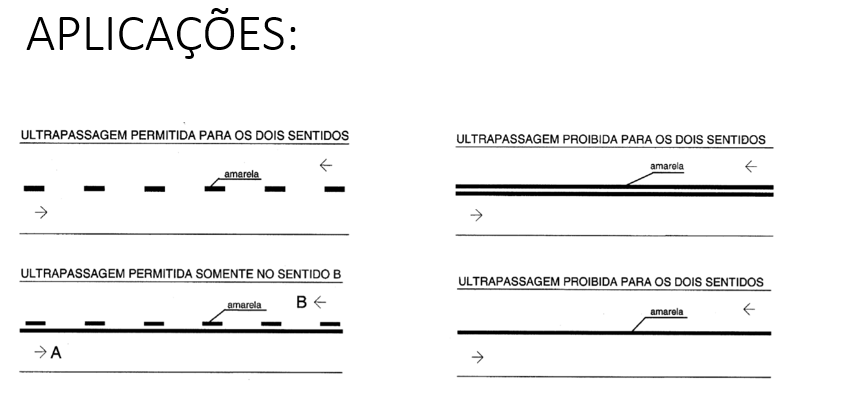 APLICAÇÕES:
ULTRAPASSAGEM PERMITIDA PARA OS DOIS SENTIDOS
amarela
ULTRAPASSAGEM PROIBIDA PARA OS DOIS SENTIDOS
amarela
ULTRAPASSAGEM PERMITIDA SOMENTE NO SENTIDO B
amarela
B
A
ULTRAPASSAGEM PROIBIDA PARA OS DOIS SENTIDOS
amarela